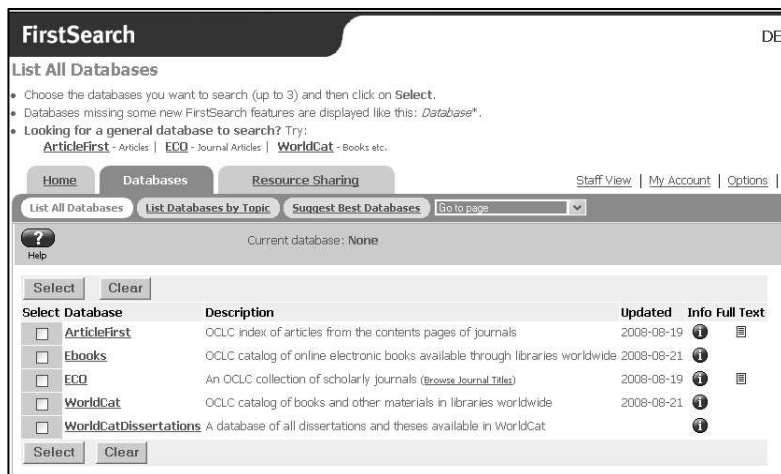 FirstSearch
DE
List All Databases
• Choose the databases you want to search (up to 3) and then click on Select.
• Databases missing some new FirstSearch features are displayed like this: Database*.
• Looking for a general database to search? Try:
ArticleFirst - Articles | ECO - Journal Articles | WorldCat - Books etc.
Home Databases Resource Sharing Staff View | My Account | Options |
List All Databases List Databases by Topic Suggest Best Databases Go to page
? Current database: None
Help
Select Clear
Select Database Description Updated Info Full Text
ArticleFirst OCLC index of articles from the contents pages of journals 2008-08-19 i
Ebooks OCLC catalog of online electronic books available through libraries worldwide 2008-08-21 i
ECO An OCLC collection of scholarly journals (Browse Journal Titles) 2008-08-19 i
WorldCat OCLC catalog of books and other materials in libraries worldwide 2008-08-21 i
WorldCatDissertations A database of all dissertations and theses available in WorldCat i
Select Clear